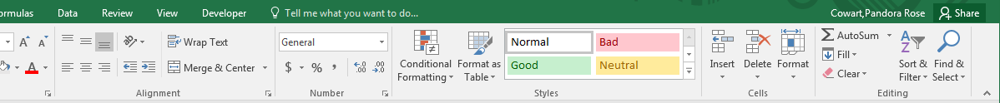 ormulas Data Review View Developer Tell me what you want to do... Cowart,Pandora Rose Share
A A Wrap Text General Normal Bad AutoSum
A Merge & Center $ % , .00 .0 Conditional Formatting Format as Table Good Neutral Insert Delete Format Fill Clear Sort & Filter Find & Select
Alignment Number Styles Cells Editing